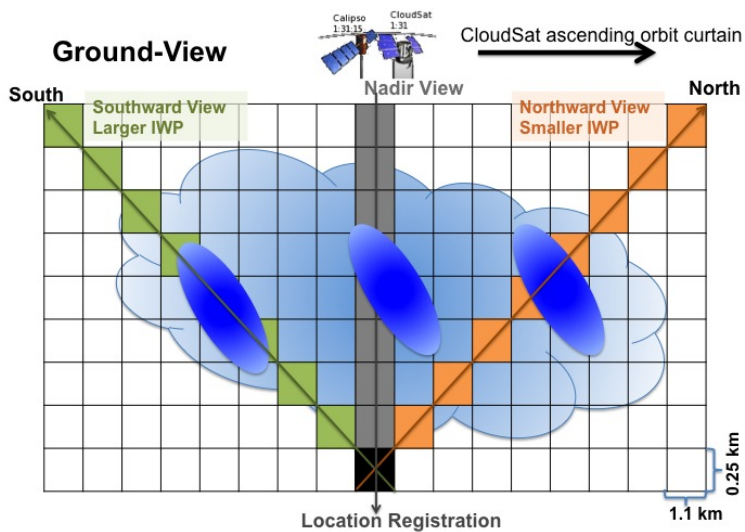 Calipso
1:31:15
CloudSat
1:31
Ground-View
CloudSat ascending orbit curtain
South
Nadir View
North
Southward View
Larger IWP
Northward View
Smaller IWP
0.25 km
1.1 km
Location Registration